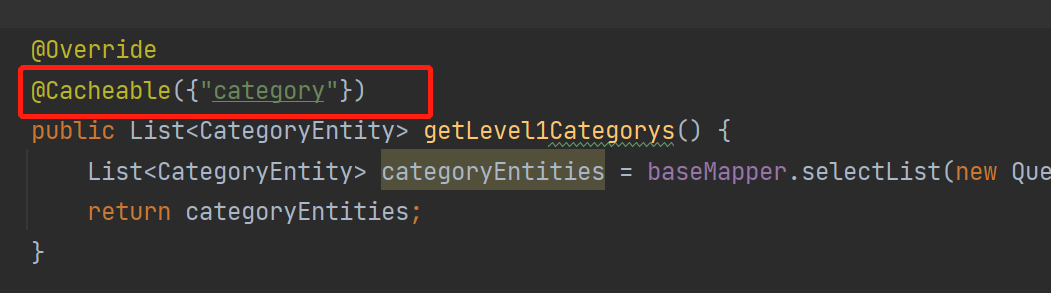 @Override
@Cacheable({"category"})
public List<CategoryEntity> getLevel1Categorys() {
List<CategoryEntity> categoryEntities = baseMapper.selectList(new Que
return categoryEntities;
}